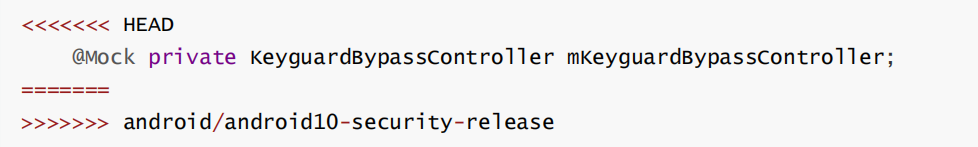 <<<<<<< HEAD
    @Mock private KeyguardBypassController mKeyguardBypassController;
=======
>>>>>>> android/android10-security-release